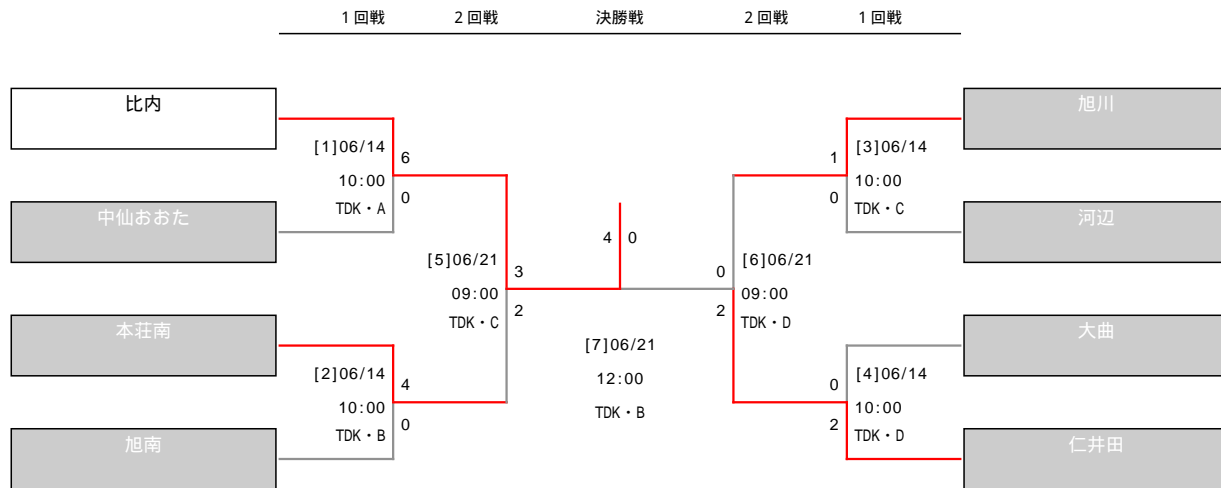 1回戦 2回戦 決勝戦 2回戦 1回戦
比内
旭川
[1]06/14
6
10:00
0
TDK・A
1
[3]06/14
0
10:00
TDK・C
中仙おおた
河辺
4 0
[5]06/21
3
09:00
2
TDK・C
0
[6]06/21
2
09:00
TDK・D
本荘南
大曲
[7]06/21
12:00
TDK・B
[2]06/14
4
10:00
0
TDK・B
0
[4]06/14
2
10:00
TDK・D
旭南
仁井田